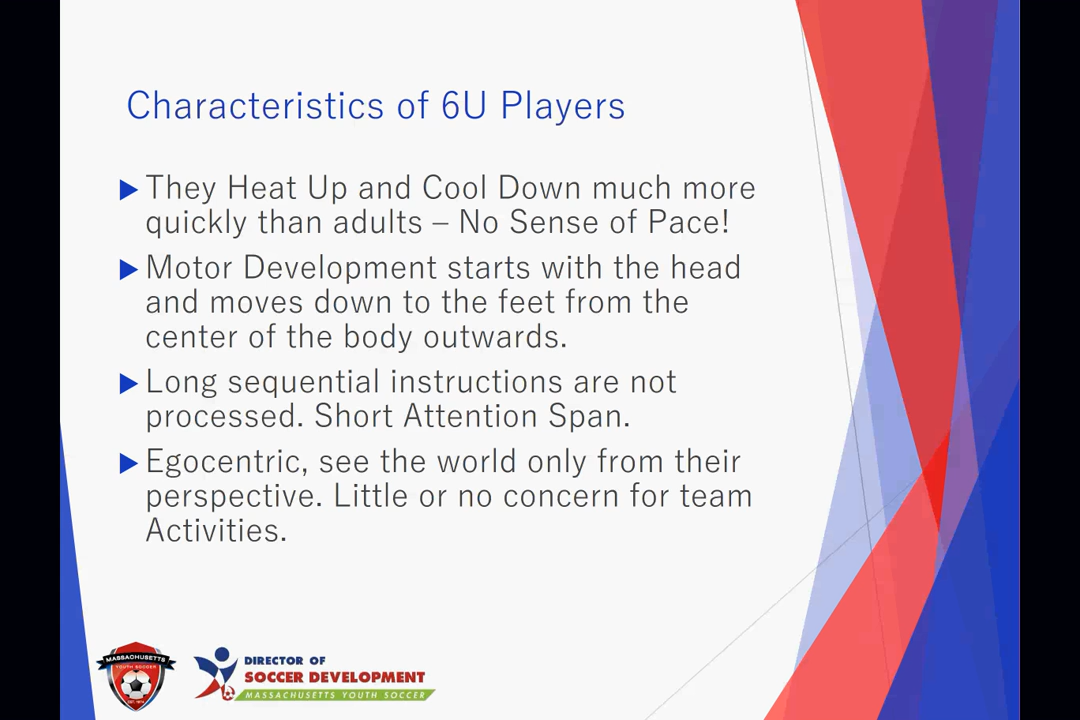 Characteristics of 6U Players
They Heat Up and Cool Down much more
quickly than adults – No Sense of Pace!
Motor Development starts with the head
and moves down to the feet from the
center of the body outwards.
Long sequential instructions are not
processed. Short Attention Span.
Egocentric, see the world only from their
perspective. Little or no concern for team
Activities.
MASSACHUSETTS
YOUTH SOCCER
DIRECTOR OF
SOCCER DEVELOPMENT
MASSACHUSETTS YOUTH SOCCER